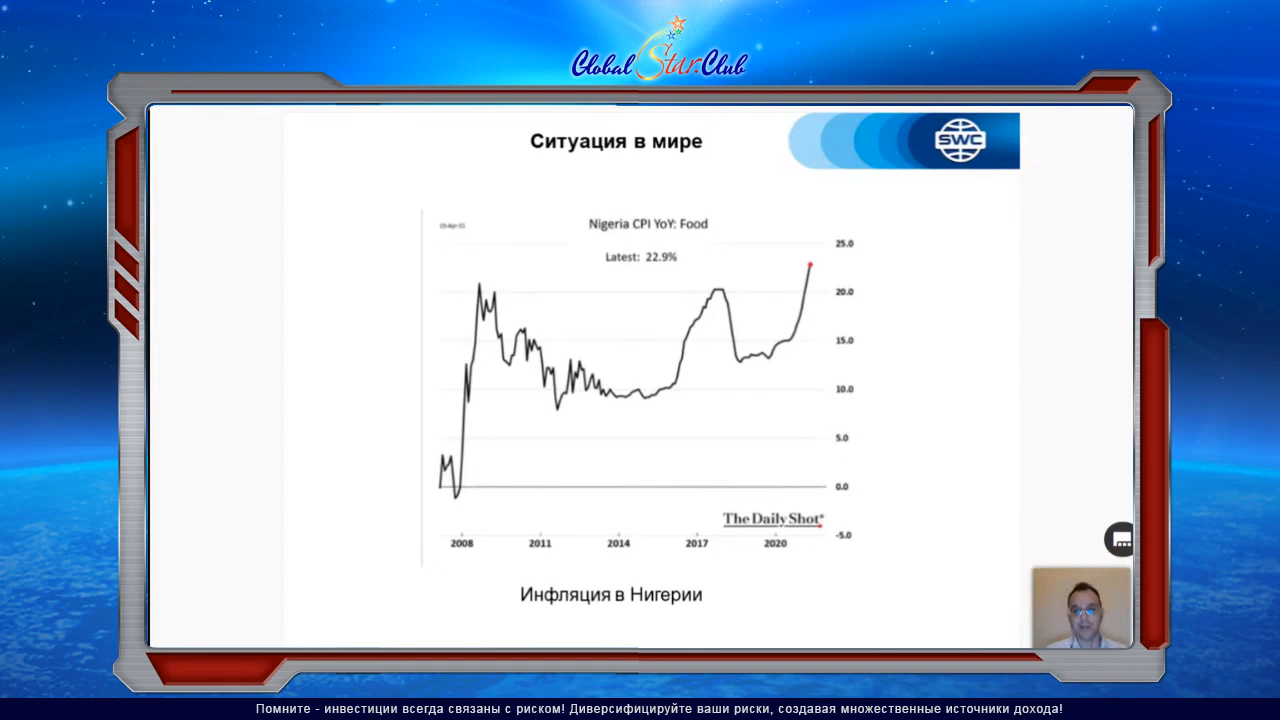 Global Star.Club
Ситуация в мире
SWC
Nigeria CPI YoY: Food
Latest: 22.9%
25.0
20.0
15.0
10.0
5.0
0.0
The Daily Shot
-5.0
2008 2011 2014 2017 2020
Инфляция в Нигерии
Помните - инвестиции всегда связаны с риском! Диверсифицируйте ваши риски, создавая множественные источники дохода!